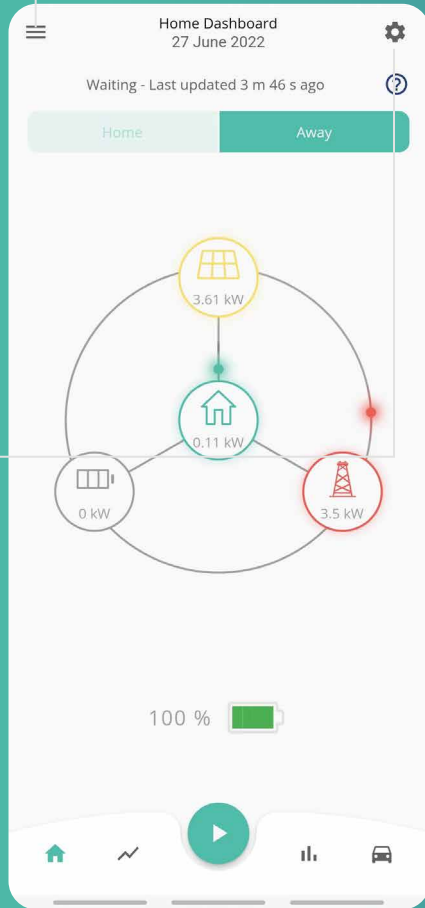 Home Dashboard
27 June 2022
Waiting - Last updated 3 m 46 s ago
Home
Away
3.61 kW
0.11 kW
0 kW
3.5 kW
100 %